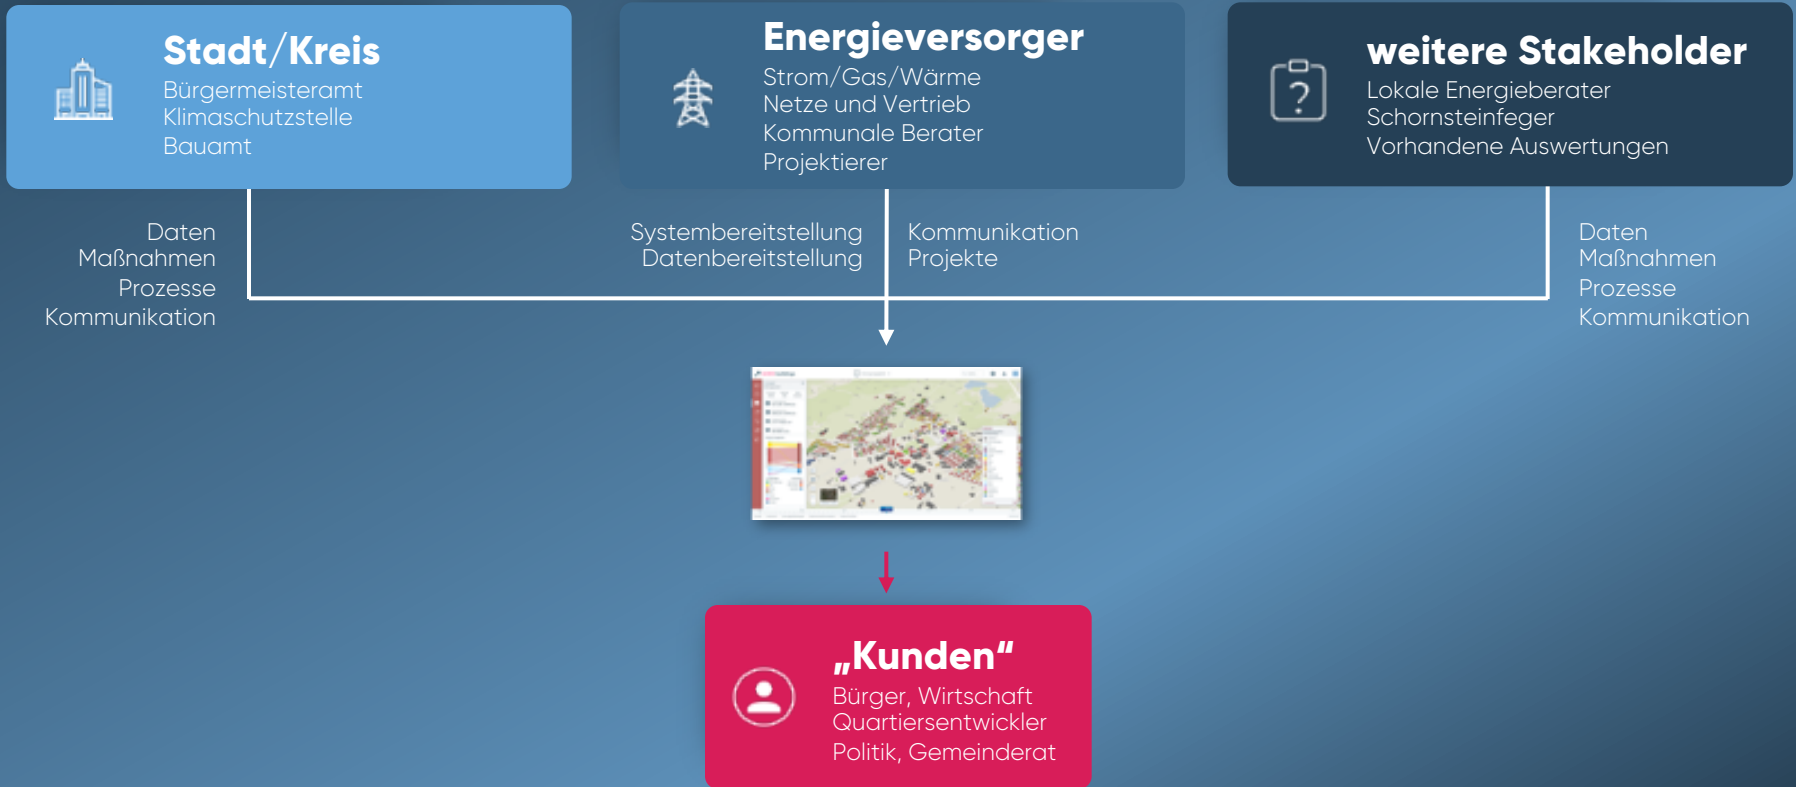 Stadt/Kreis
Bürgermeisteramt
Klimaschutzstelle
Bauamt
Energieversorger
Strom/Gas/Wärme
Netze und Vertrieb
Kommunale Berater
Projektierer
weitere Stakeholder
Lokale Energieberater
Schornsteinfeger
Vorhandene Auswertungen
Daten
Maßnahmen
Prozesse
Kommunikation
Systembereitstellung
Datenbereitstellung
Kommunikation
Projekte
Daten
Maßnahmen
Prozesse
Kommunikation
„Kunden“
Bürger, Wirtschaft
Quartiersentwickler
Politik, Gemeinderat